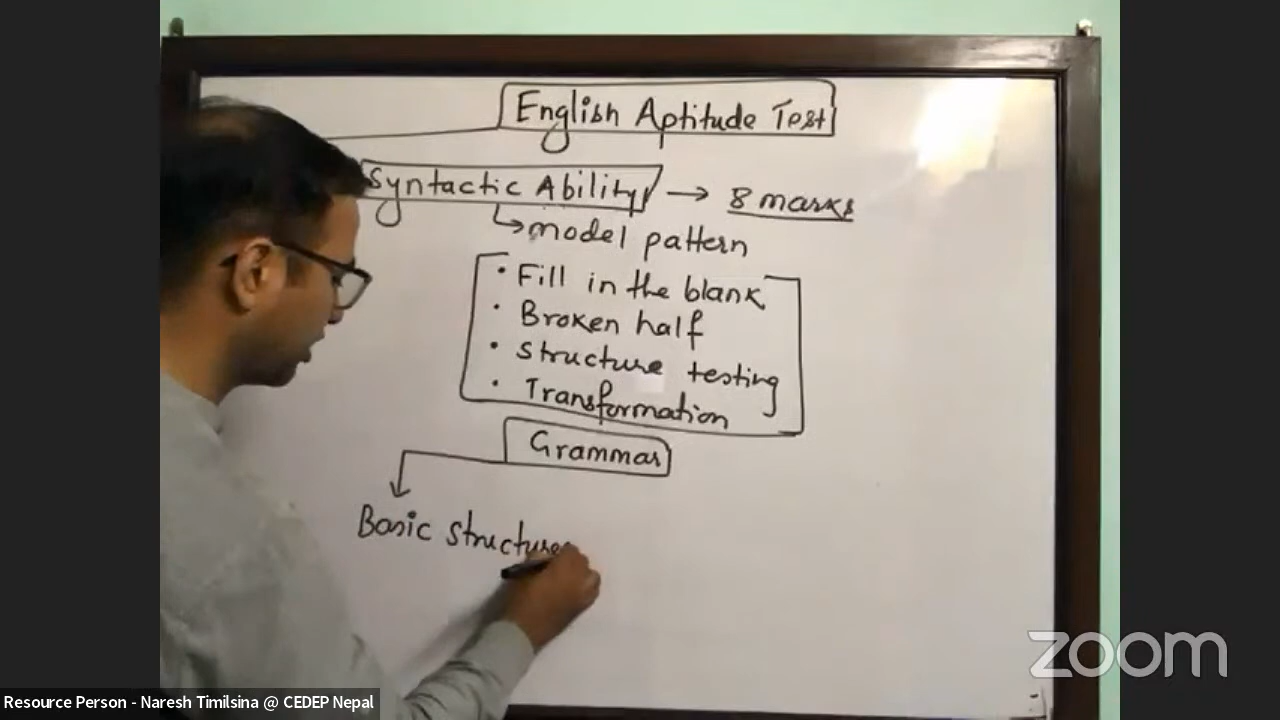 English Aptitude Test
Syntactic Ability → 8 marks
↳ model pattern
• Fill in the blank
• Broken half
• Structure testing
• Transformation
Grammar
Basic structures
zoom
Resource Person - Naresh Timilsina @ CEDEP Nepal